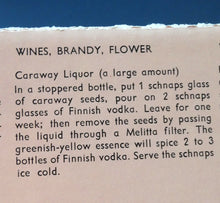 WINES, BRANDY, FLOWER
Caraway Liquor (a large amount)
In a stoppered bottle, put 1 schnaps glass
of caraway seeds, pour on 2 schnaps
glasses of Finnish vodka. Leave for one
week; then remove the seeds by passing
the liquid through a Melitta filter. The
greenish-yellow essence will spice 2 to 3
bottles of Finnish vodka. Serve the schnaps
ice cold.